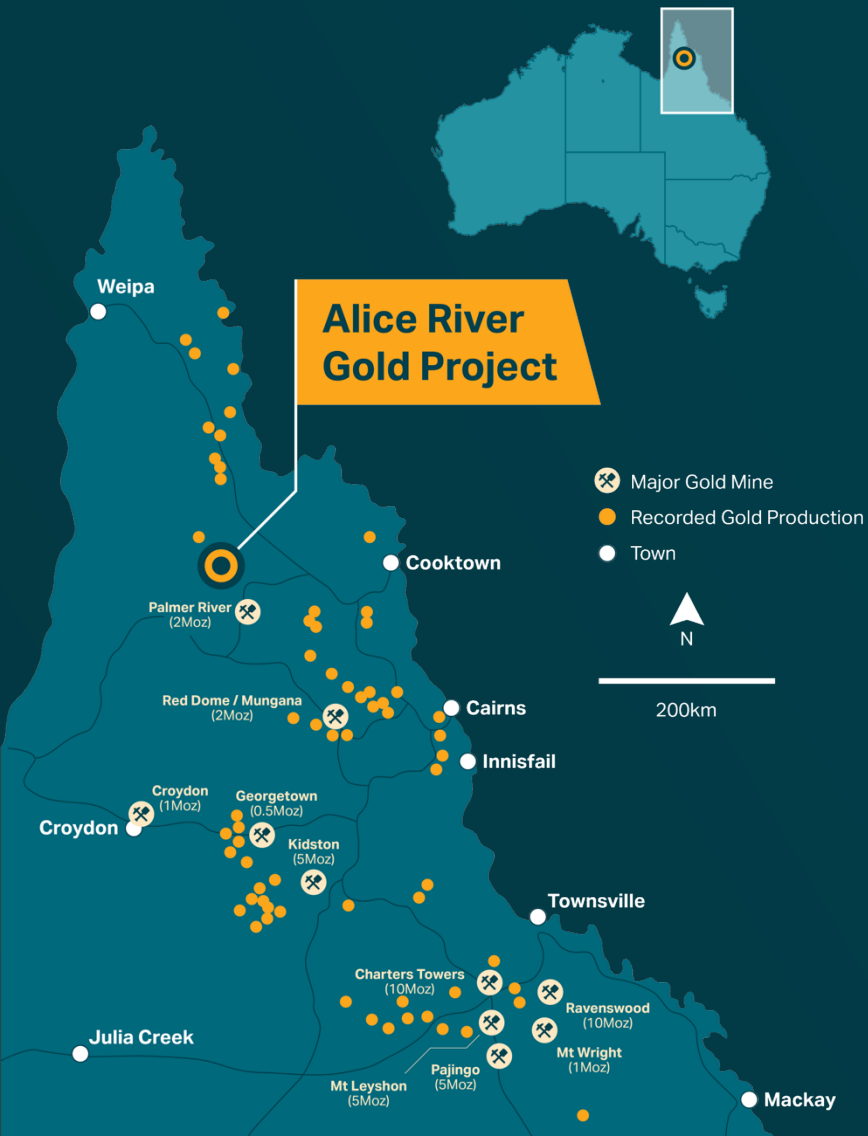 Weipa
Alice River
Gold Project
Major Gold Mine
Recorded Gold Production
Town
Cooktown
Palmer River
(2Moz)
N
200km
Red Dome / Mungana
(2Moz)
Cairns
Innisfail
Croydon
(1Moz)
Georgetown
(0.5Moz)
Croydon
Kidston
(5Moz)
Townsville
Charters Towers
(10Moz)
Ravenswood
(10Moz)
Julia Creek
Mt Wright
(1Moz)
Pajingo
(5Moz)
Mt Leyshon
(5Moz)
Mackay